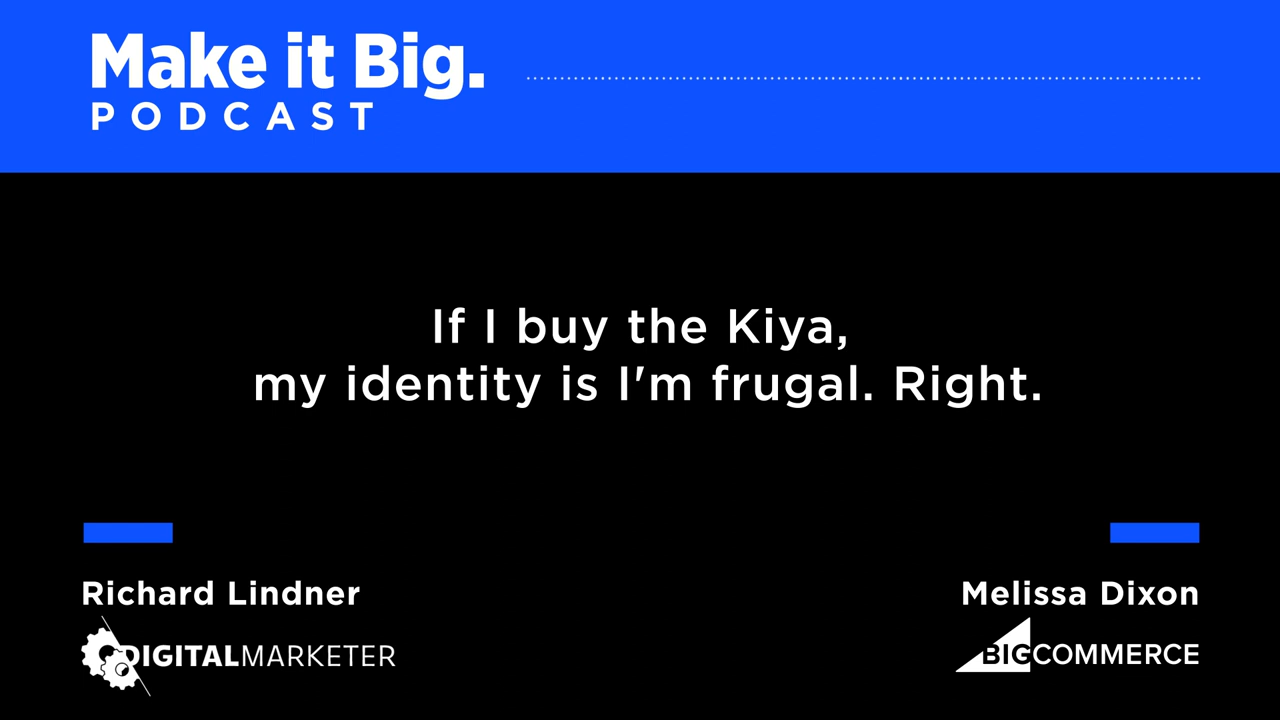 Make it Big.
PODCAST
If I buy the Kiya,
my identity is I'm frugal. Right.
Richard Lindner
Melissa Dixon
DIGITALMARKETER
BIGCOMMERCE